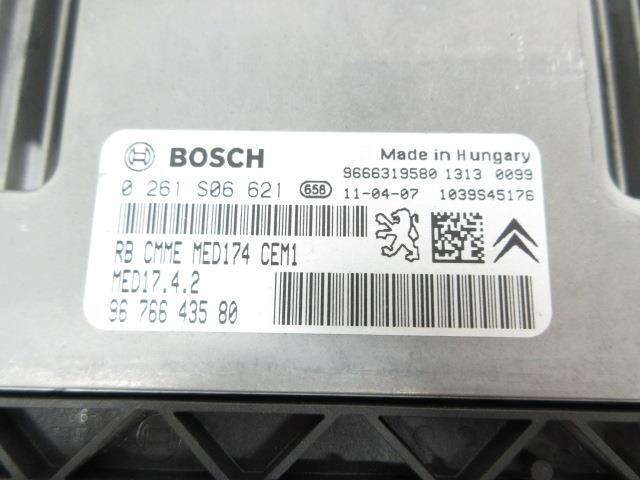 BOSCH
Made in Hungary
9666319580 1313 0099
0 261 S06 621 658 11-04-07 1039S45176
RB CMME MED174 CEM1
MED17.4.2
96 766 435 80